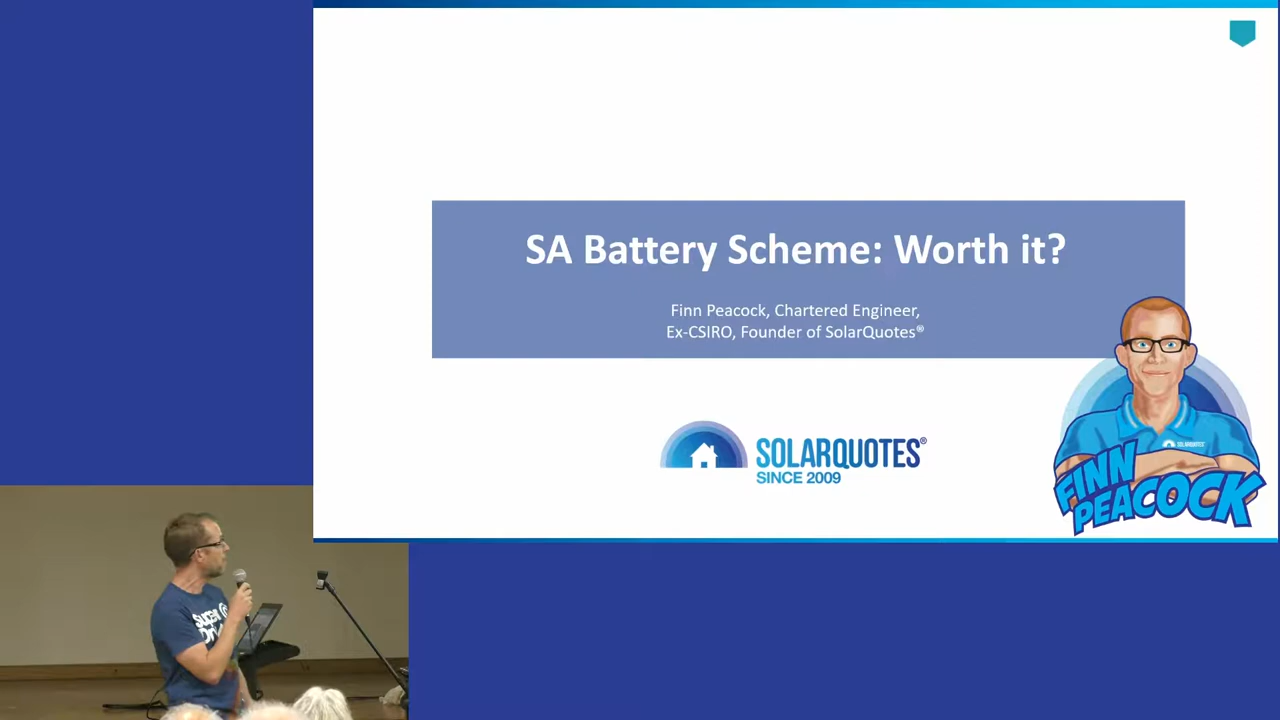 SA Battery Scheme: Worth it?
Finn Peacock, Chartered Engineer,
Ex-CSIRO, Founder of SolarQuotes®
SOLARQUOTES®
SINCE 2009
SOLARQUOTES
FINN
PEACOCK